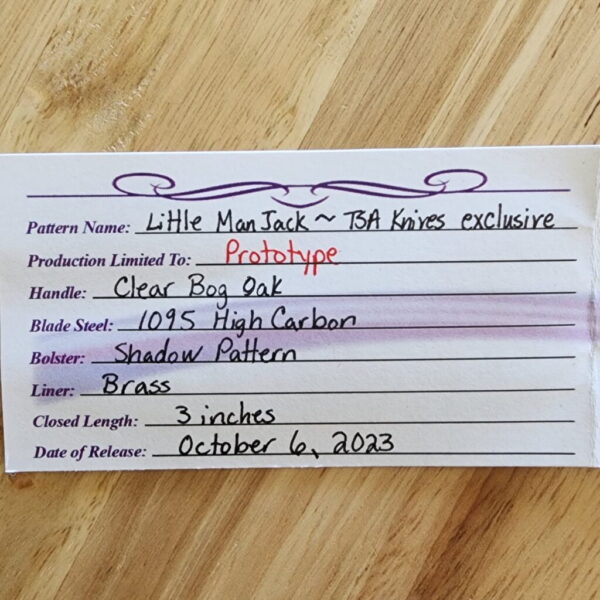 Pattern Name: Little Man Jack ~ TSA Knives exclusive
Production Limited To: Prototype
Handle: Clear Bog Oak
Blade Steel: 1095 High Carbon
Bolster: Shadow Pattern
Liner: Brass
Closed Length: 3 inches
Date of Release: October 6, 2023